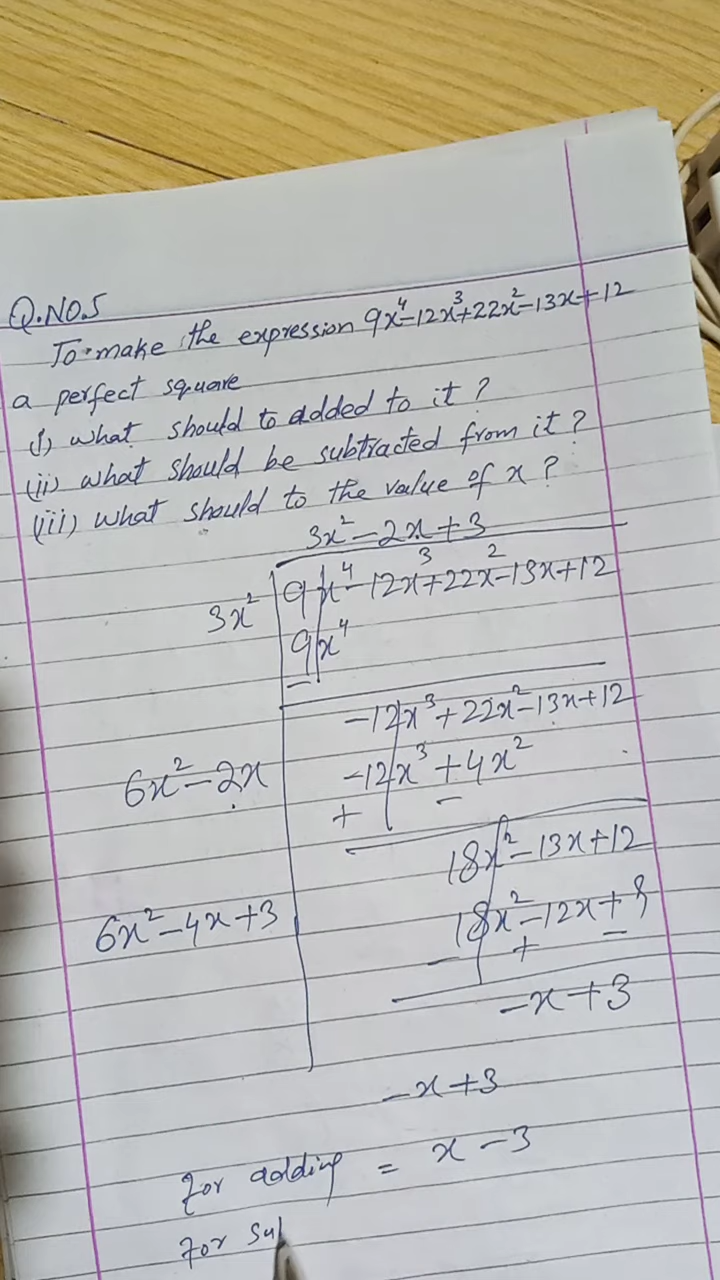 Q.NO.5
To make the expression 9x⁴-12x³+22x²-13x+12
a perfect square
(i) what should to added to it?
(ii) what should be subtracted from it?
(iii) what should to the value of x?
3x²-2x+3
3x² 9x⁴-12x³+22x²-13x+12
9x⁴
-
-12x³+22x²-13x+12
6x²-2x -12x³+4x²
+ -
18x²-13x+12
6x²-4x+3 18x²-12x+9
- + -
-x+3
-x+3
for adding = x-3
for sub